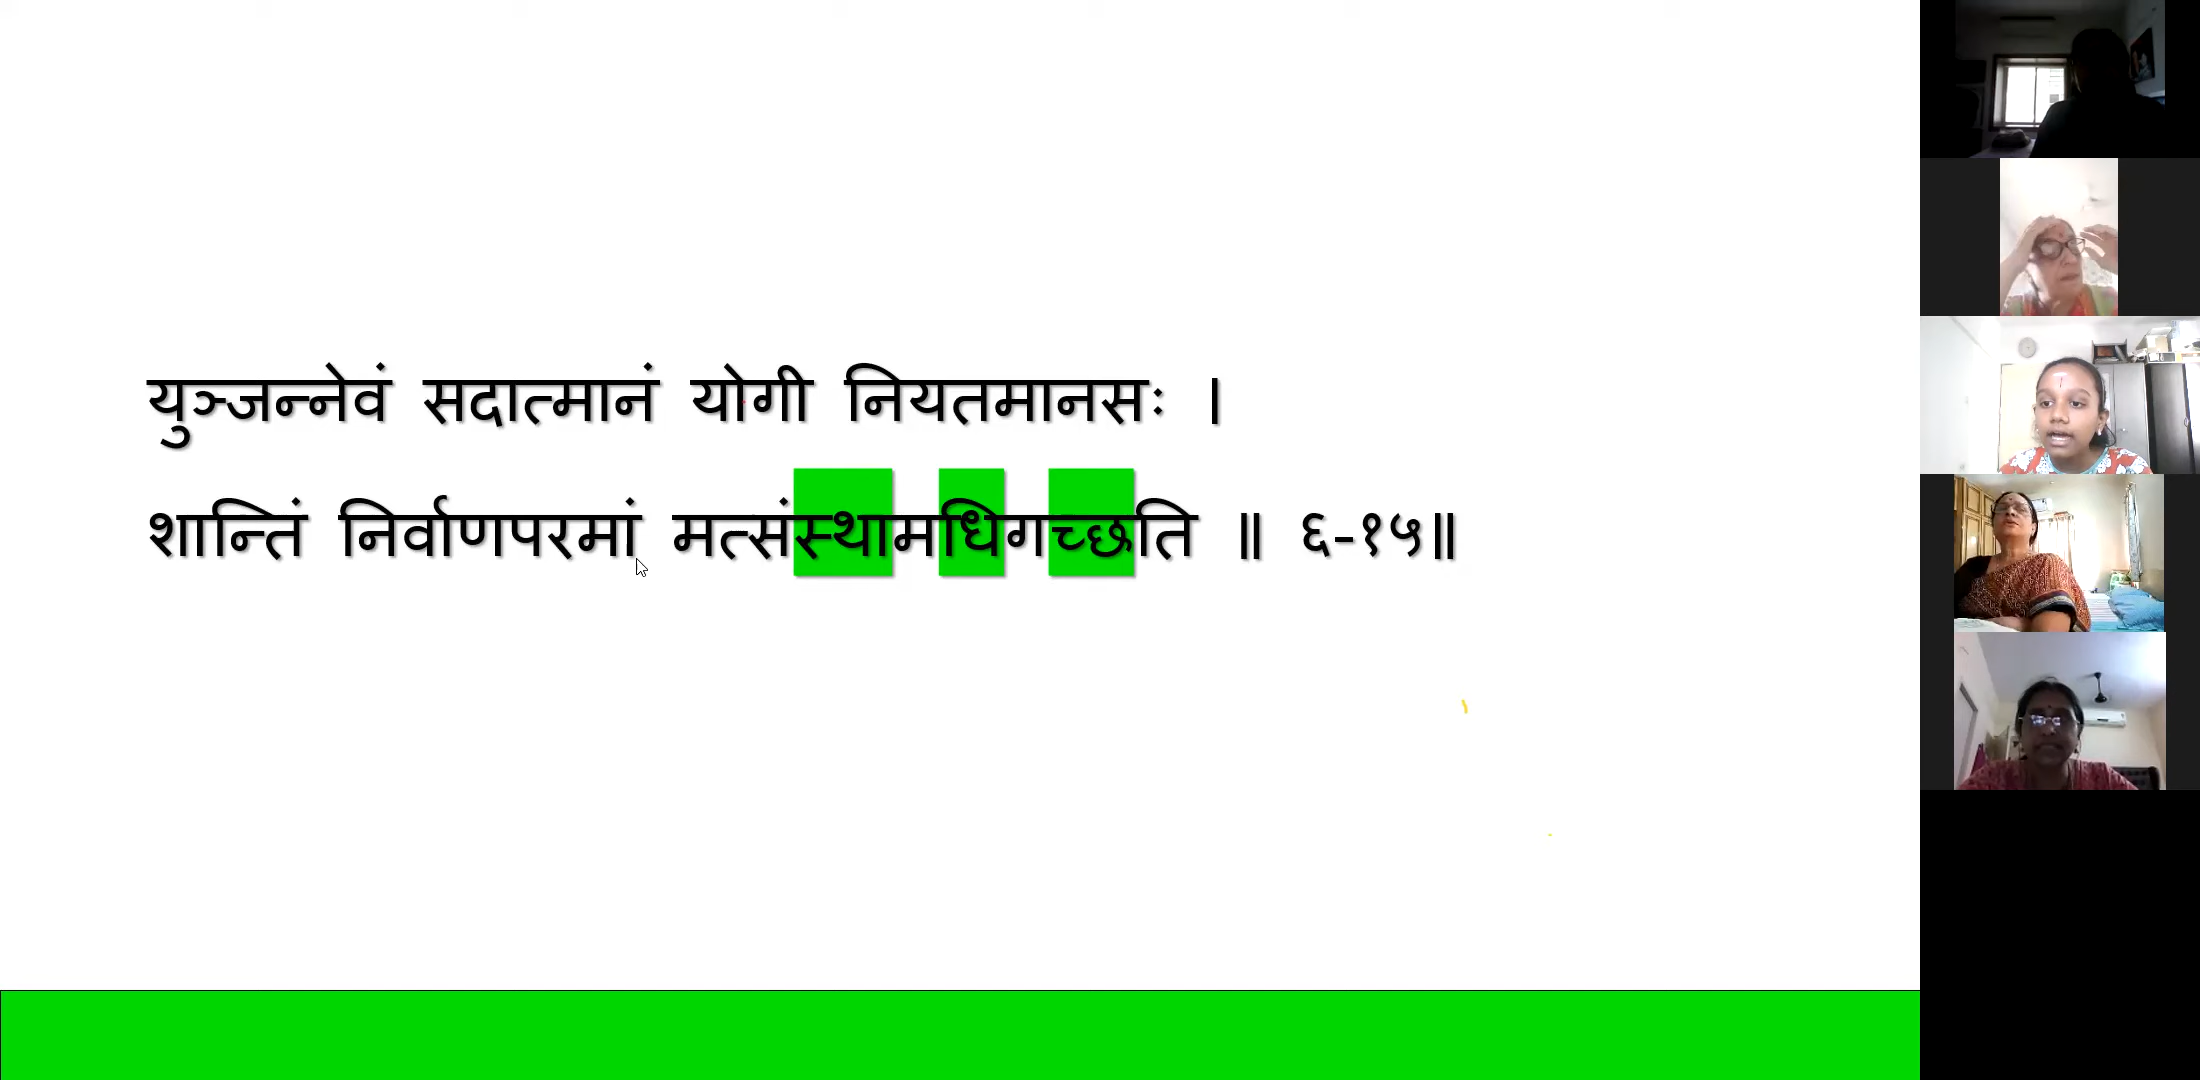 युञ्जन्नेवं सदात्मानं योगी नियतमानसः ।
शान्तिं निर्वाणपरमां मत्संस्थामधिगच्छति ॥ ६-१५॥